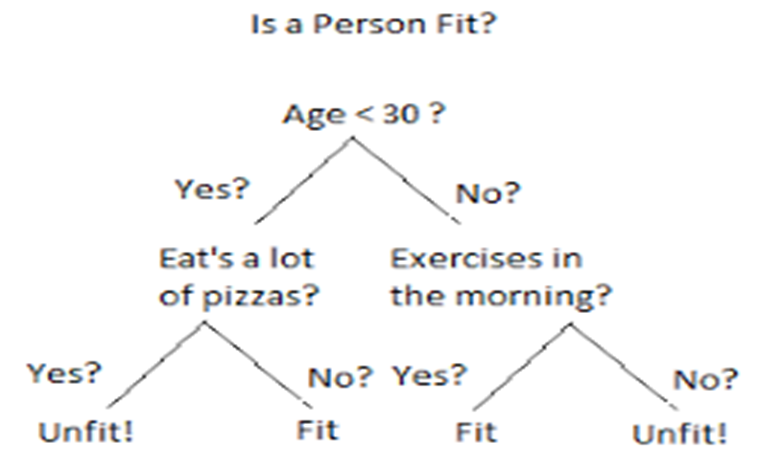 Is a Person Fit?
Age < 30 ?
Yes?
No?
Eat's a lot
of pizzas?
Exercises in
the morning?
Yes?
No?
Yes?
No?
Unfit!
Fit
Fit
Unfit!